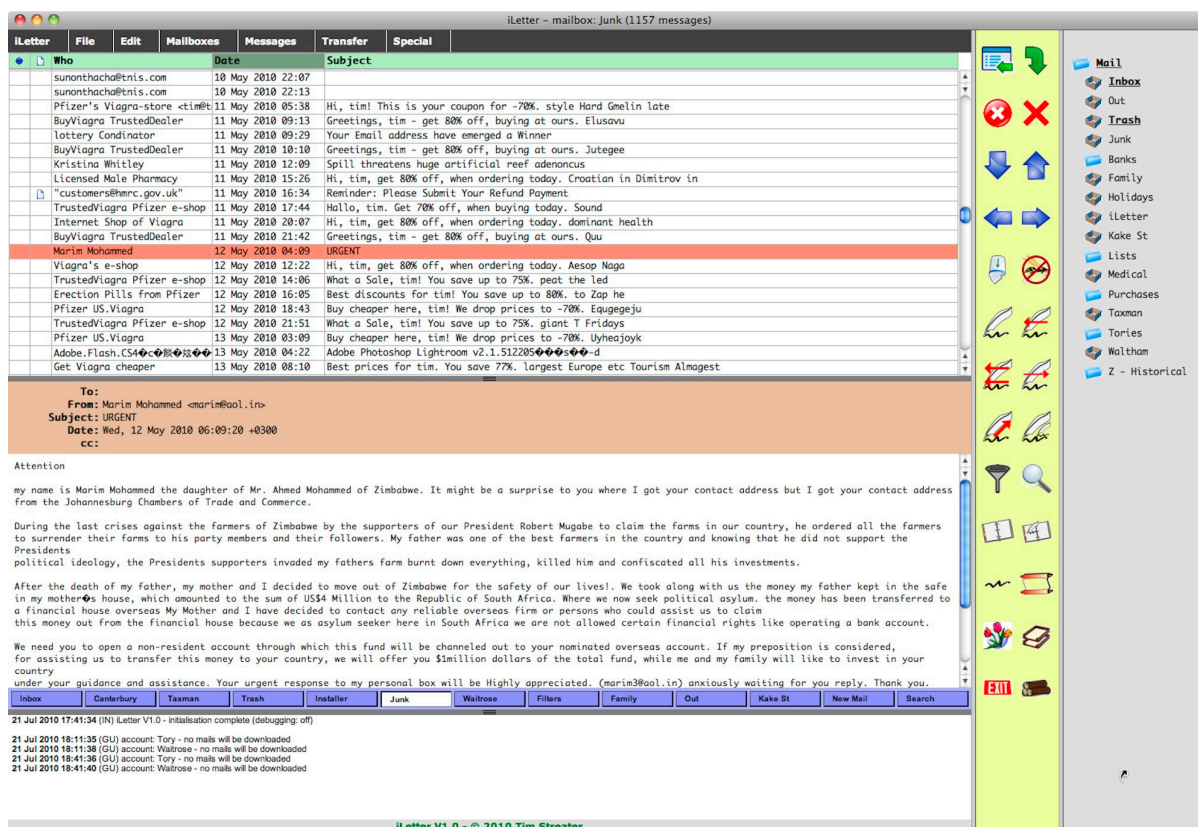 iLetter - mailbox: Junk (1157 messages)
iLetter File Edit Mailboxes Messages Transfer Special
Who Date Subject
sunonthacha@tnis.com 10 May 2010 22:07
sunonthacha@tnis.com 10 May 2010 22:13
Pfizer's Viagra-store <tim@t 11 May 2010 05:38 Hi, tim! This is your coupon for -70%. style Hard Gmelin late
BuyViagra TrustedDealer 11 May 2010 09:13 Greetings, tim - get 80% off, buying at ours. Elusavu
lottery Condinator 11 May 2010 09:29 Your Email address have emerged a Winner
BuyViagra TrustedDealer 11 May 2010 10:10 Greetings, tim - get 80% off, buying at ours. Jutegee
Kristina Whitley 11 May 2010 12:09 Spill threatens huge artificial reef adenoncus
Licensed Male Pharmacy 11 May 2010 15:26 Hi, tim, get 80% off, when ordering today. Croatian in Dimitrov in
"customers@hmrc.gov.uk" 11 May 2010 16:34 Reminder: Please Submit Your Refund Payment
TrustedViagra Pfizer e-shop 11 May 2010 17:44 Hallo, tim. Get 70% off, when buying today. Sound
Internet Shop of Viagra 11 May 2010 20:07 Hi, tim, get 80% off, when ordering today. dominant health
BuyViagra TrustedDealer 11 May 2010 21:42 Greetings, tim - get 80% off, buying at ours. Quu
Marim Mohammed 12 May 2010 04:09 URGENT
Viagra's e-shop 12 May 2010 12:22 Hi, tim, get 80% off, when ordering today. Aesop Naga
TrustedViagra Pfizer e-shop 12 May 2010 14:06 What a Sale, tim! You save up to 75%. peat the led
Erection Pills from Pfizer 12 May 2010 16:05 Best discounts for tim! You save up to 80%. to Zap he
Pfizer US.Viagra 12 May 2010 18:43 Buy cheaper here, tim! We drop prices to -70%. Equgegeju
TrustedViagra Pfizer e-shop 12 May 2010 21:51 What a Sale, tim! You save up to 75%. giant T Fridays
Pfizer US.Viagra 13 May 2010 03:09 Buy cheaper here, tim! We drop prices to -70%. Uyheajoyk
Adobe.Flash.CS4�c�餤�炫�� 13 May 2010 04:22 Adobe Photoshop Lightroom v2.1.512205���s��-d
Get Viagra cheaper 13 May 2010 08:10 Best prices for tim. You save 77%. largest Europe etc Tourism Almagest
To:
From: Marim Mohammed <marim@aol.in>
Subject: URGENT
Date: Wed, 12 May 2010 06:09:20 +0300
cc:
Attention
my name is Marim Mohammed the daughter of Mr. Ahmed Mohammed of Zimbabwe. It might be a surprise to you where I got your contact address but I got your contact address
from the Johannesburg Chambers of Trade and Commerce.
During the last crises against the farmers of Zimbabwe by the supporters of our President Robert Mugabe to claim the farms in our country, he ordered all the farmers
to surrender their farms to his party members and their followers. My father was one of the best farmers in the country and knowing that he did not support the
Presidents
political ideology, the Presidents supporters invaded my fathers farm burnt down everything, killed him and confiscated all his investments.
After the death of my father, my mother and I decided to move out of Zimbabwe for the safety of our lives!. We took along with us the money my father kept in the safe
in my mother�s house, which amounted to the sum of US$4 Million to the Republic of South Africa. Where we now seek political asylum. the money has been transferred to
a financial house overseas My Mother and I have decided to contact any reliable overseas firm or persons who could assist us to claim
this money out from the financial house because we as asylum seeker here in South Africa we are not allowed certain financial rights like operating a bank account.
We need you to open a non-resident account through which this fund will be channeled out to your nominated overseas account. If my preposition is considered,
for assisting us to transfer this money to your country, we will offer you $1million dollars of the total fund, while me and my family will like to invest in your
country
under your guidance and assistance. Your urgent response to my personal box will be Highly appreciated. (marim3@aol.in) anxiously waiting for you reply. Thank you.
Inbox Canterbury Taxman Trash Installer Junk Waitrose Filters Family Out Kake St New Mail Search
21 Jul 2010 17:41:34 (IN) iLetter V1.0 - initialisation complete (debugging: off)
21 Jul 2010 18:11:35 (GU) account: Tory - no mails will be downloaded
21 Jul 2010 18:11:38 (GU) account: Waitrose - no mails will be downloaded
21 Jul 2010 18:41:36 (GU) account: Tory - no mails will be downloaded
21 Jul 2010 18:41:40 (GU) account: Waitrose - no mails will be downloaded
iLetter V1.0 - © 2010 Tim Streater
EXIT
Mail
Inbox
Out
Trash
Junk
Banks
Family
Holidays
iLetter
Kake St
Lists
Medical
Purchases
Taxman
Tories
Waltham
Z - Historical